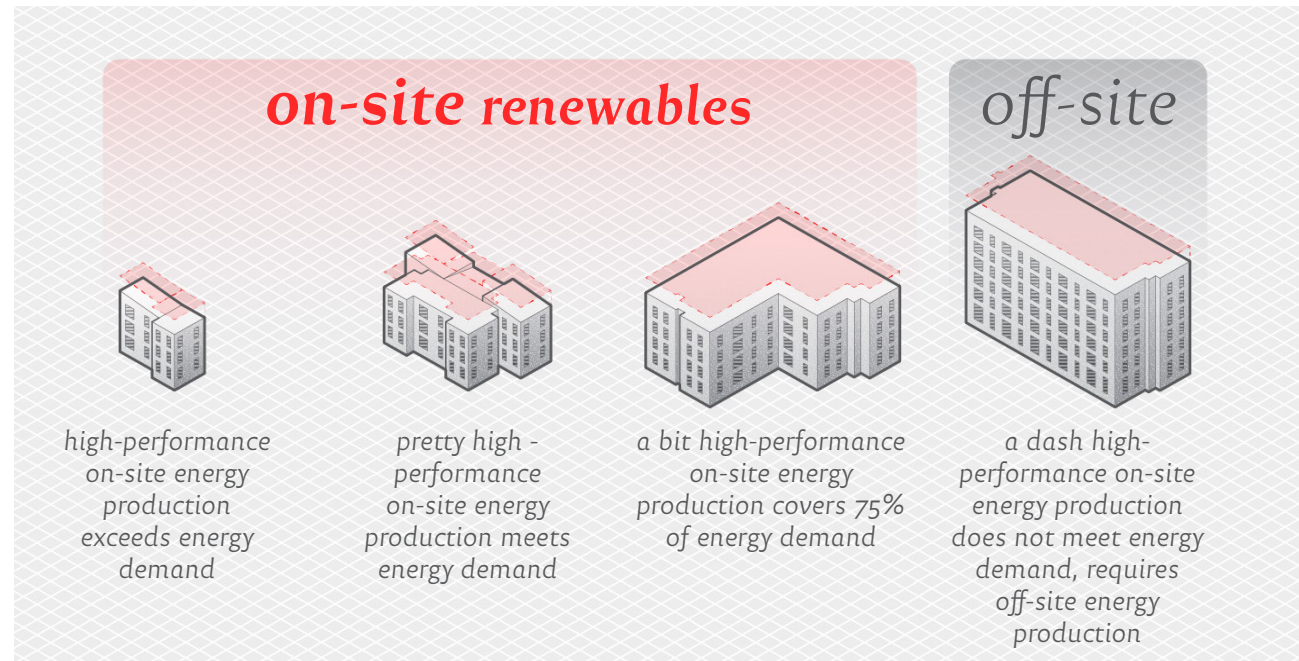 on-site renewables
off-site
high-performance
on-site energy
production
exceeds energy
demand
pretty high -
performance
on-site energy
production meets
energy demand
a bit high-performance
on-site energy
production covers 75%
of energy demand
a dash high-
performance on-site
energy production
does not meet energy
demand, requires
off-site energy
production